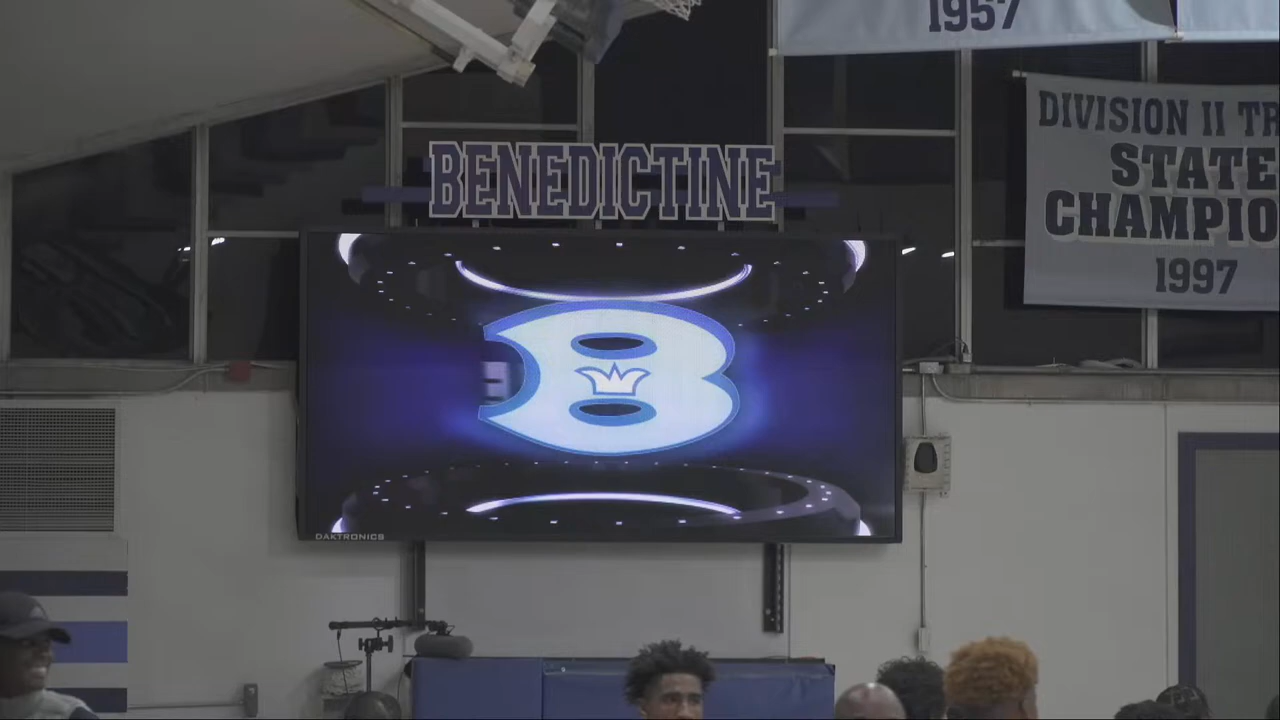 1957
BENEDICTINE
DIVISION II TR
STATE
CHAMPIO
1997
B
DAKTRONICS